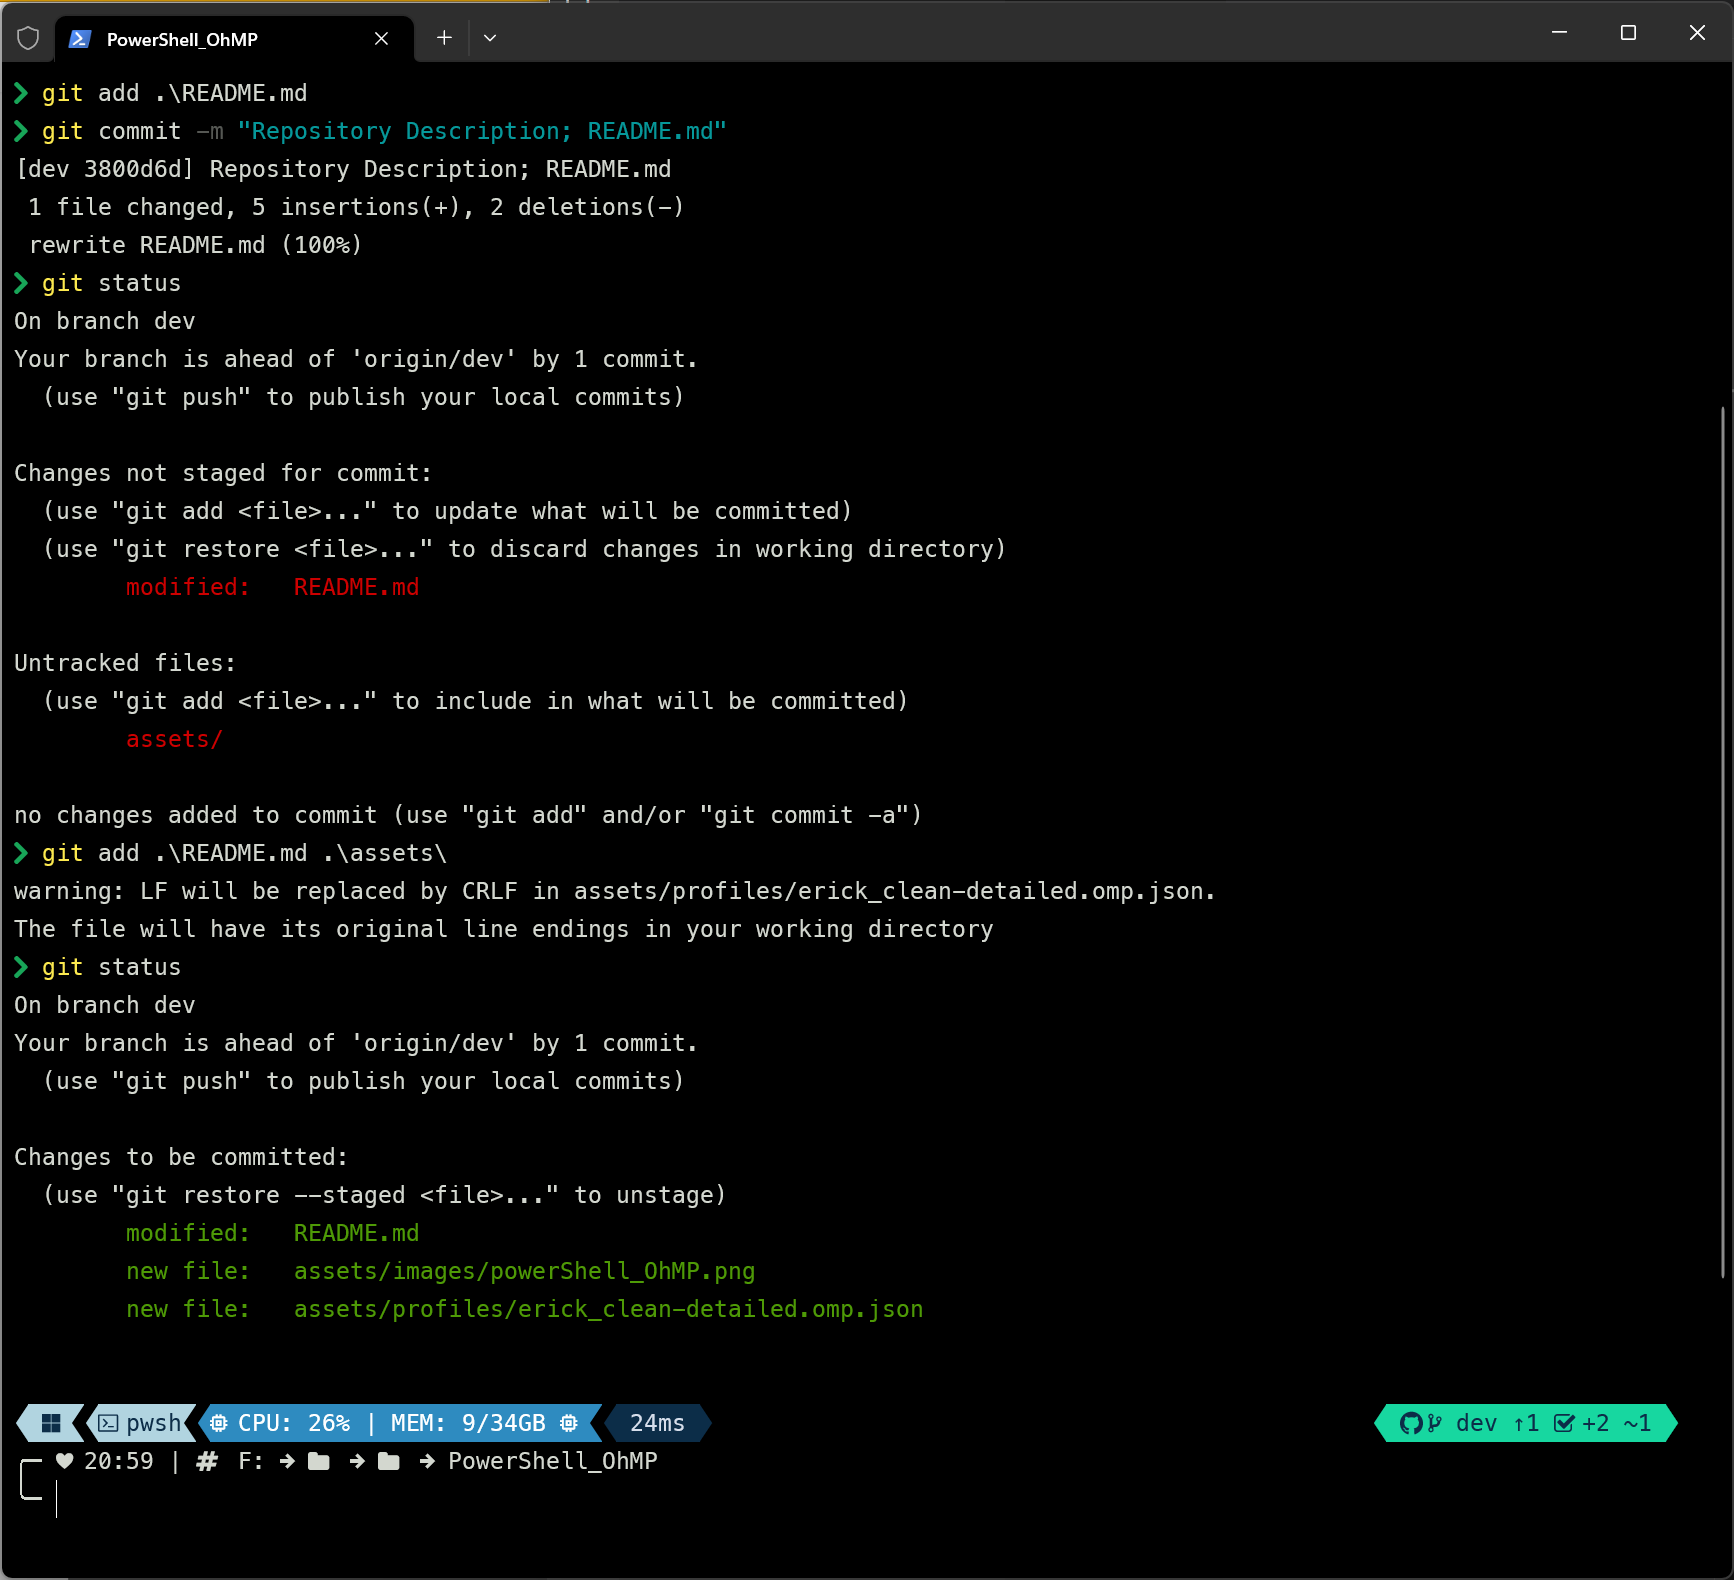 PowerShell_OhMP
git add .\README.md
git commit -m "Repository Description; README.md"
[dev 3800d6d] Repository Description; README.md
1 file changed, 5 insertions(+), 2 deletions(-)
rewrite README.md (100%)
git status
On branch dev
Your branch is ahead of 'origin/dev' by 1 commit.
(use "git push" to publish your local commits)
Changes not staged for commit:
(use "git add <file>..." to update what will be committed)
(use "git restore <file>..." to discard changes in working directory)
modified:   README.md
Untracked files:
(use "git add <file>..." to include in what will be committed)
assets/
no changes added to commit (use "git add" and/or "git commit -a")
git add .\README.md .\assets\
warning: LF will be replaced by CRLF in assets/profiles/erick_clean-detailed.omp.json.
The file will have its original line endings in your working directory
git status
On branch dev
Your branch is ahead of 'origin/dev' by 1 commit.
(use "git push" to publish your local commits)
Changes to be committed:
(use "git restore --staged <file>..." to unstage)
modified:   README.md
new file:   assets/images/powerShell_OhMP.png
new file:   assets/profiles/erick_clean-detailed.omp.json
pwsh CPU: 26% | MEM: 9/34GB 24ms dev ↑1 +2 ~1
20:59 | # F: → → → PowerShell_OhMP